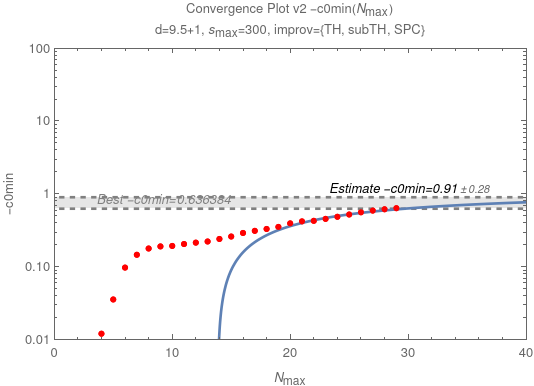 Convergence Plot v2 −c0min(Nmax)
d=9.5+1, smax=300, improv={TH, subTH, SPC}
100
10
1
0.10
0.01
−c0min
Estimate −c0min=0.91 ±0.28
Best −c0min=0.636384
0
10
20
30
40
Nmax